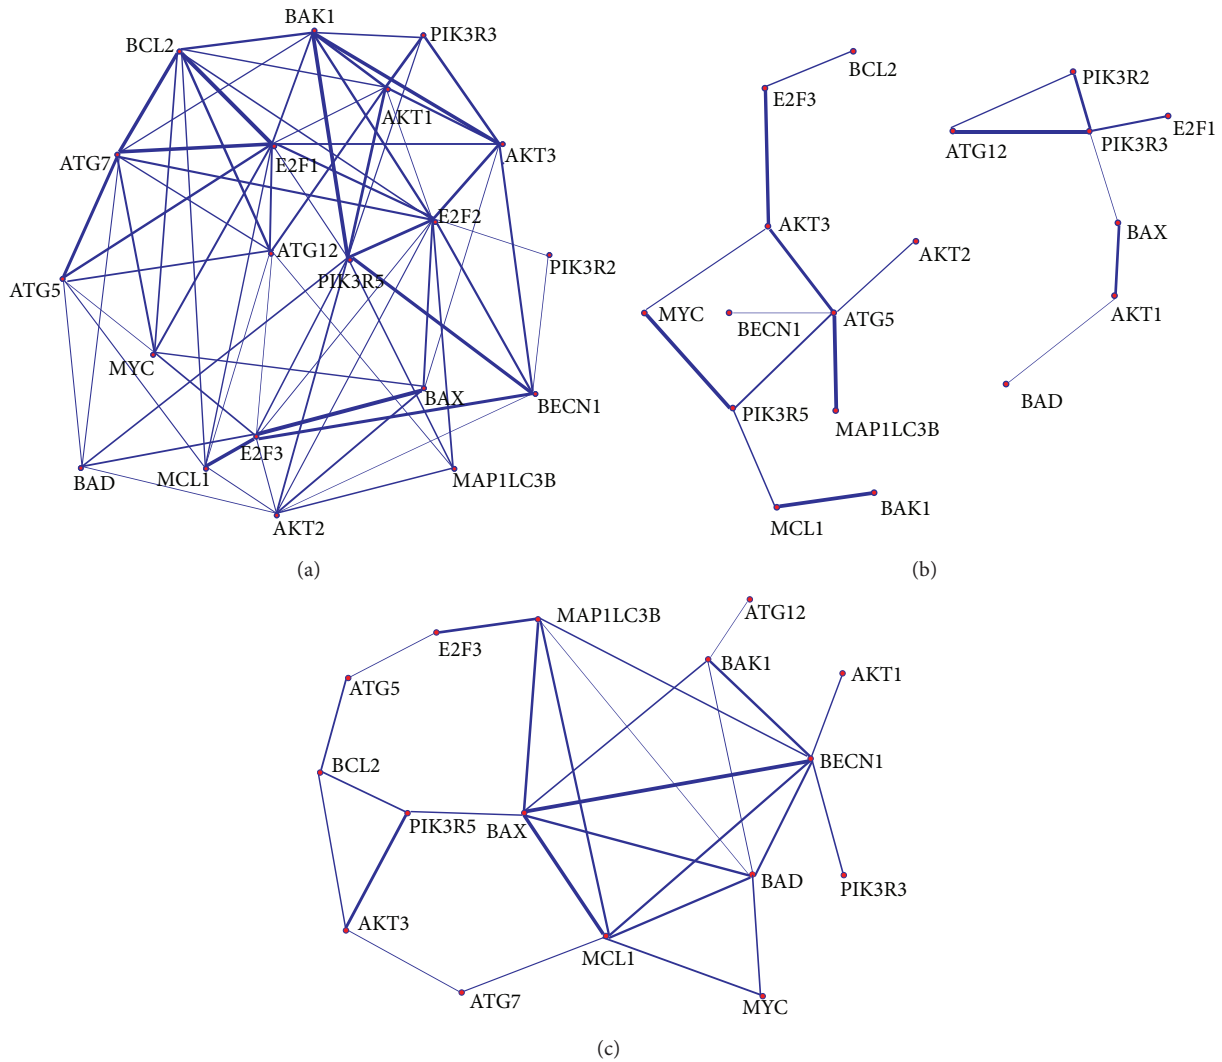 BAK1
PIK3R3
BCL2
AKT1
AKT3
ATG7
E2F1
E2F2
ATG12
PIK3R2
PIK3R5
ATG5
MYC
BAX
BECN1
E2F3
BAD
MCL1
MAP1LC3B
AKT2
(a)
BCL2
PIK3R2
E2F3
E2F1
ATG12
PIK3R3
AKT3
BAX
AKT2
MYC
BECN1
ATG5
AKT1
BAD
PIK3R5
MAP1LC3B
BAK1
MCL1
(b)
MAP1LC3B
ATG12
E2F3
BAK1
AKT1
ATG5
BCL2
BECN1
PIK3R5
BAX
BAD
PIK3R3
AKT3
MCL1
ATG7
MYC
(c)